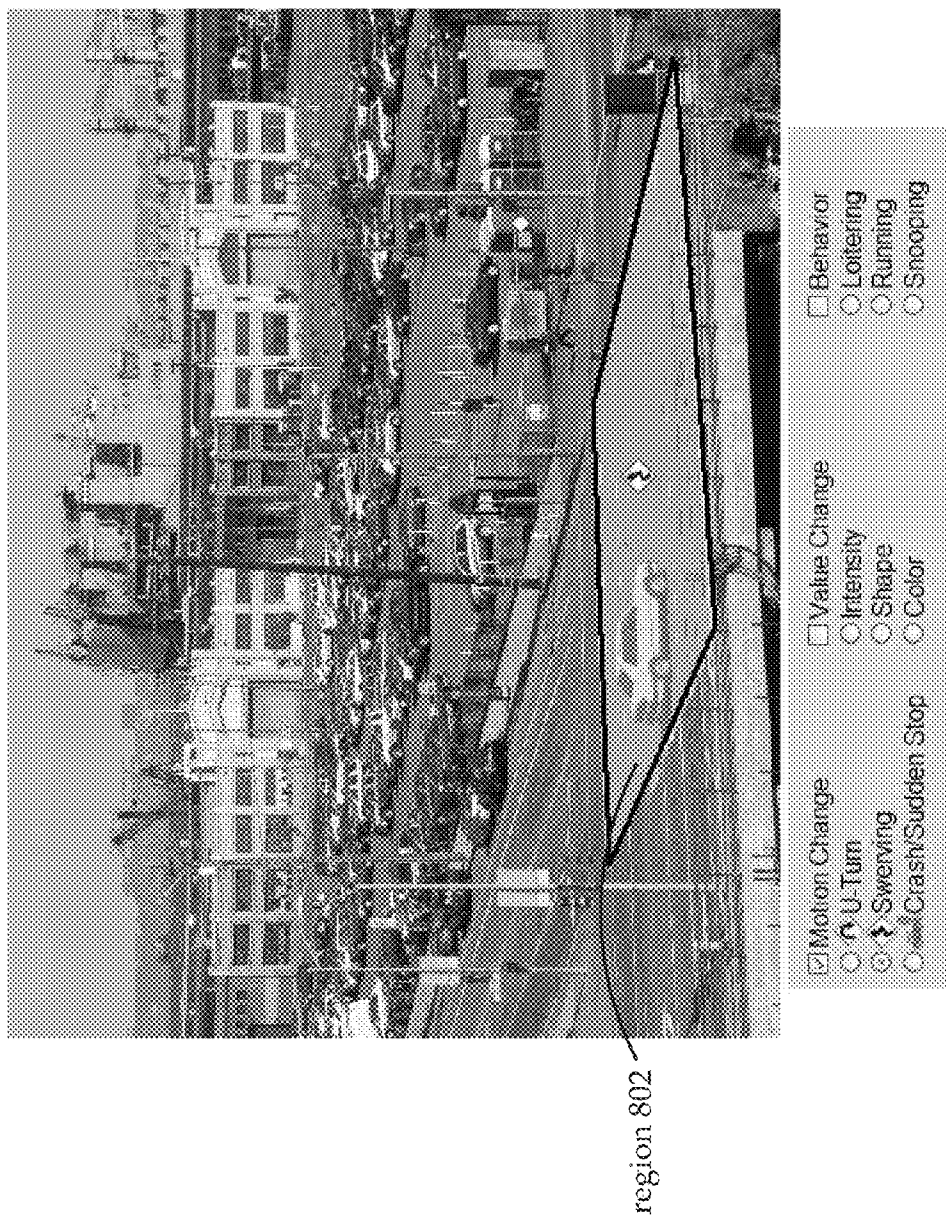 ☑ Motion Change
U-Turn
Swerving
Crash/Sudden Stop
☐ Value Change
Intensity
Shape
Color
☐ Behavior
Loitering
Running
Snooping
region 802